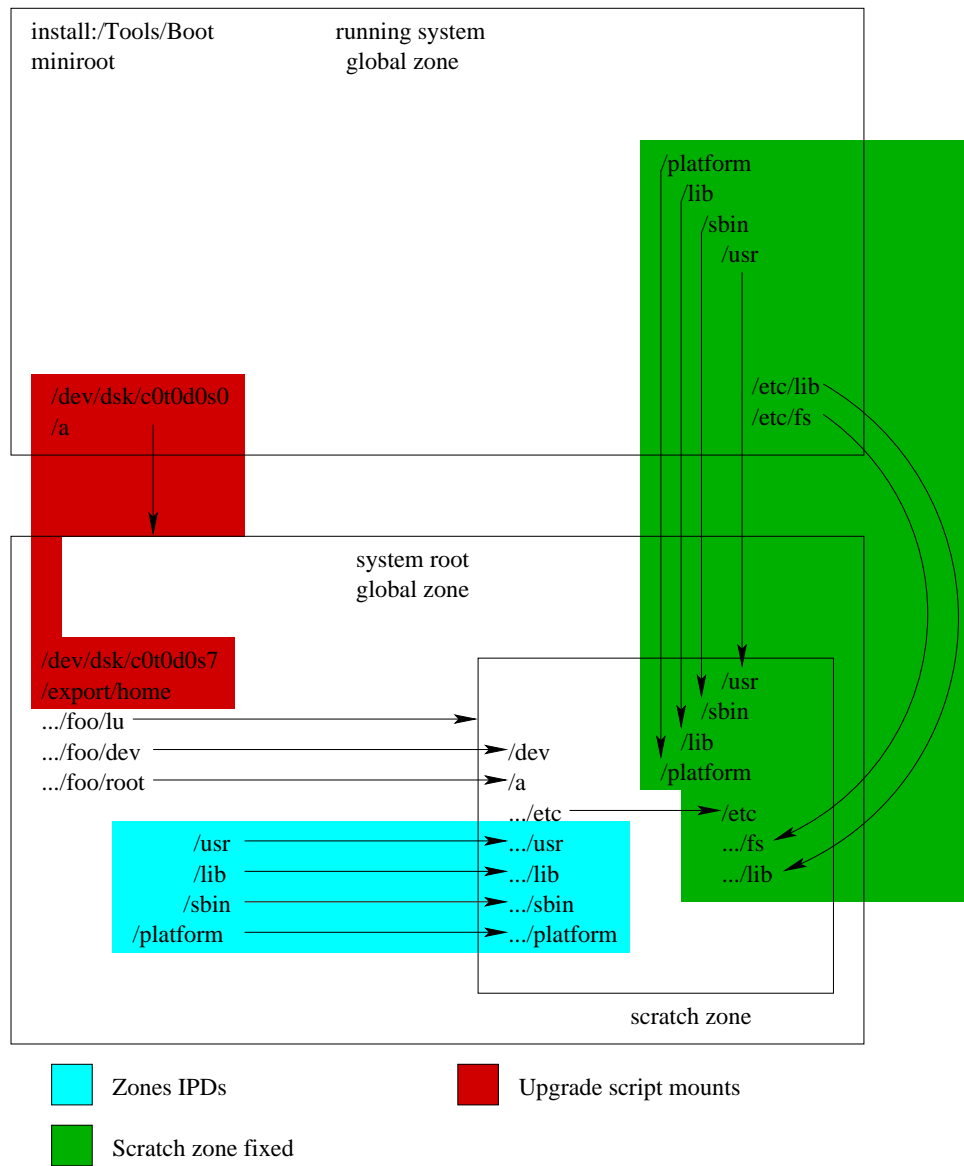 install:/Tools/Boot
miniroot
running system
global zone
/platform
/lib
/sbin
/usr
/dev/dsk/c0t0d0s0
/a
/etc/lib
/etc/fs
system root
global zone
/dev/dsk/c0t0d0s7
/export/home
.../foo/lu
.../foo/dev
.../foo/root
/usr
/sbin
/lib
/platform
/dev
/a
.../etc
/etc
/usr
.../usr
.../fs
/lib
.../lib
.../lib
/sbin
.../sbin
/platform
.../platform
scratch zone
Zones IPDs
Upgrade script mounts
Scratch zone fixed